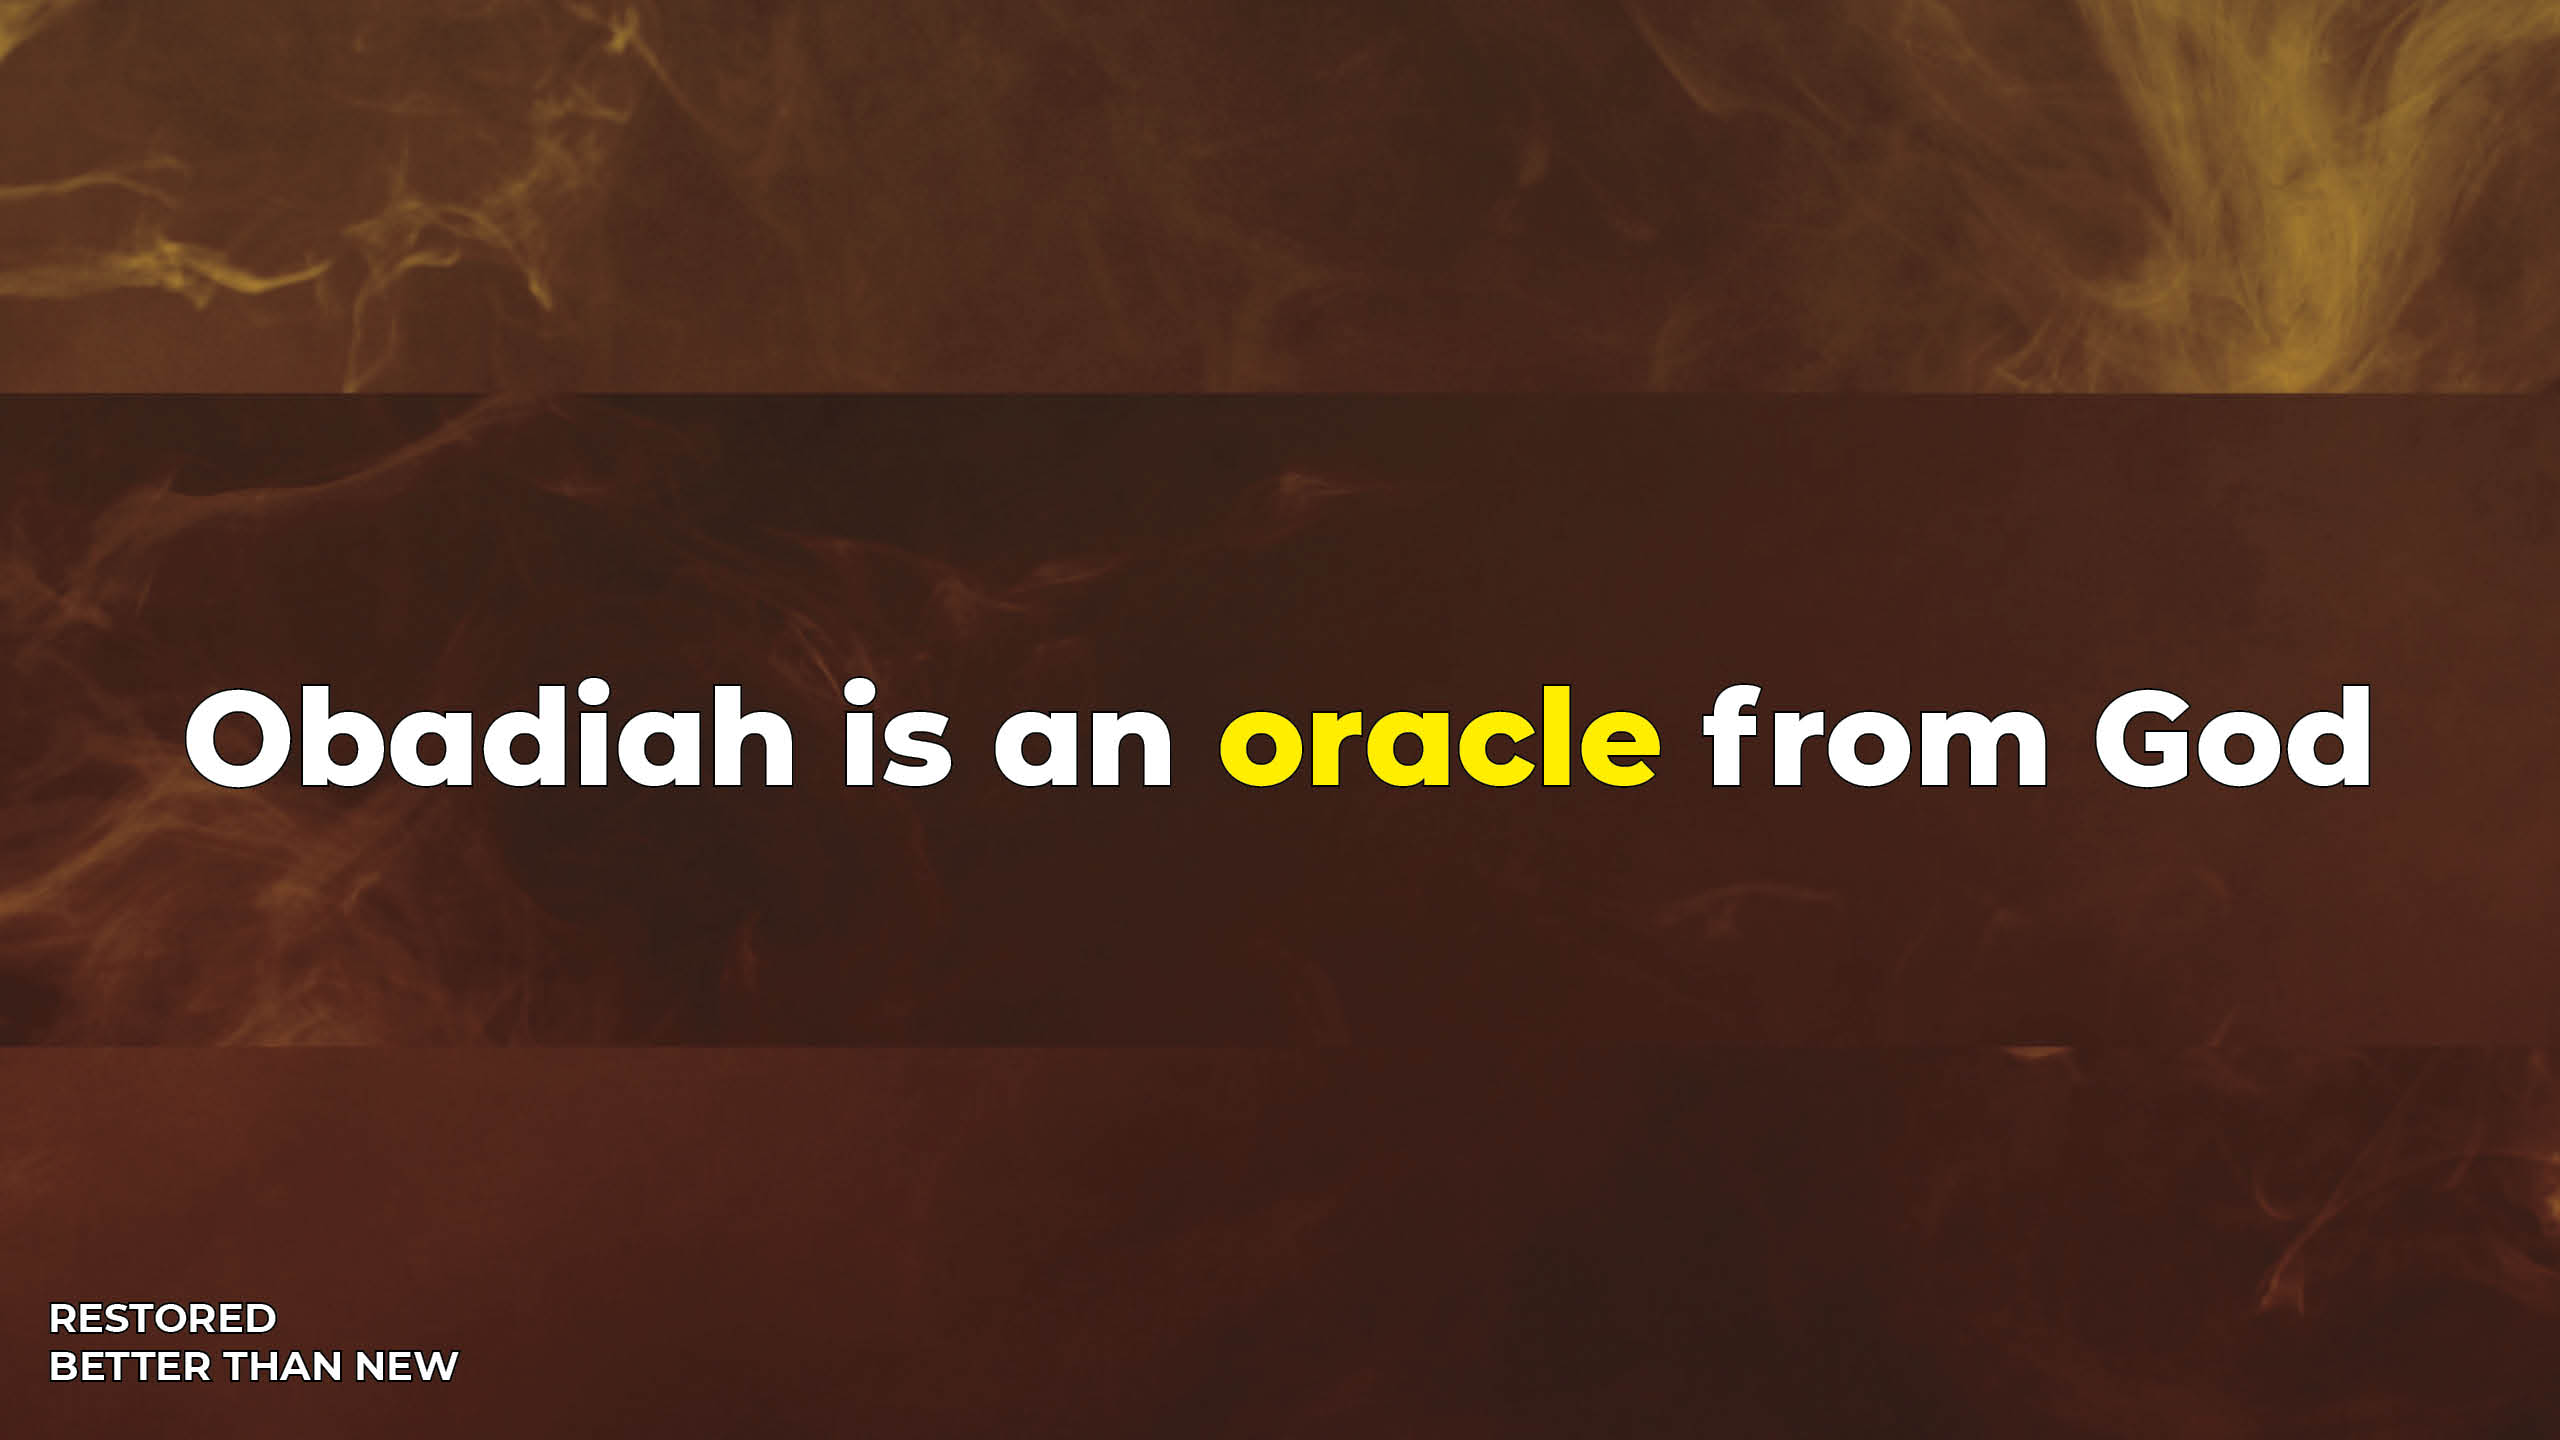 Obadiah is an oracle from God
RESTORED
BETTER THAN NEW